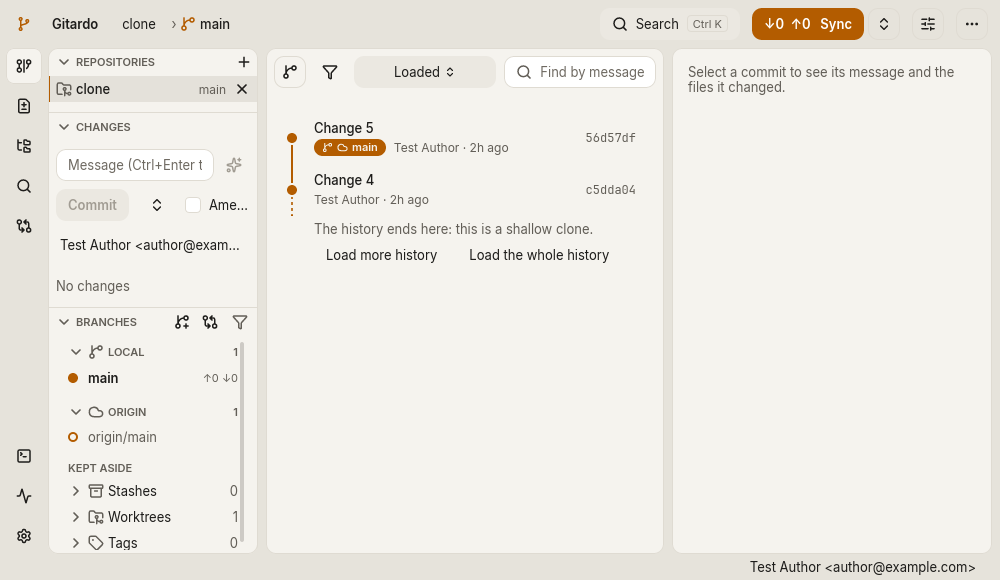 Gitardo clone › main
Search Ctrl K
↓0 ↑0 Sync
REPOSITORIES
clone main
CHANGES
Message (Ctrl+Enter t
Commit
Ame...
Test Author <author@exam...
No changes
BRANCHES
LOCAL 1
main ↑0 ↓0
ORIGIN 1
origin/main
KEPT ASIDE
Stashes 0
Worktrees 1
Tags 0
Loaded
Find by message
Change 5
main Test Author · 2h ago
56d57df
Change 4
Test Author · 2h ago
c5dda04
The history ends here: this is a shallow clone.
Load more history Load the whole history
Select a commit to see its message and the
files it changed.
Test Author <author@example.com>